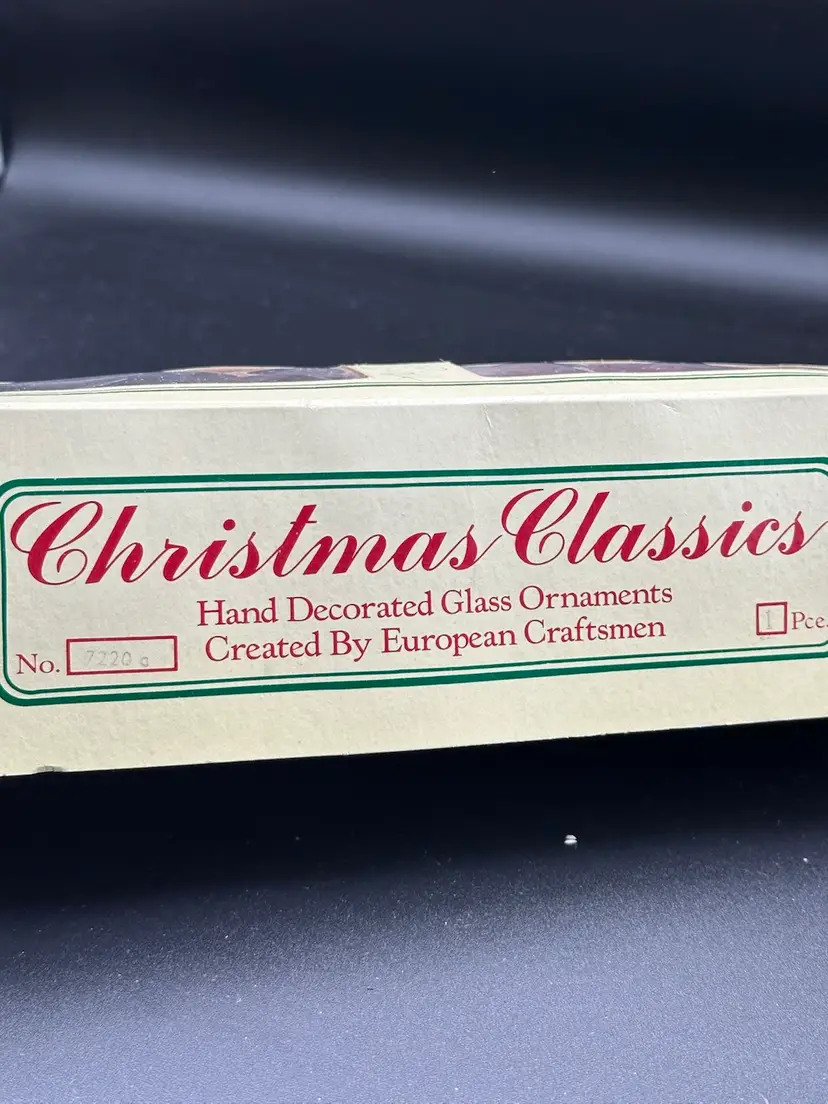 Christmas Classics
Hand Decorated Glass Ornaments
Created By European Craftsmen
No. 7220
1 Pce.